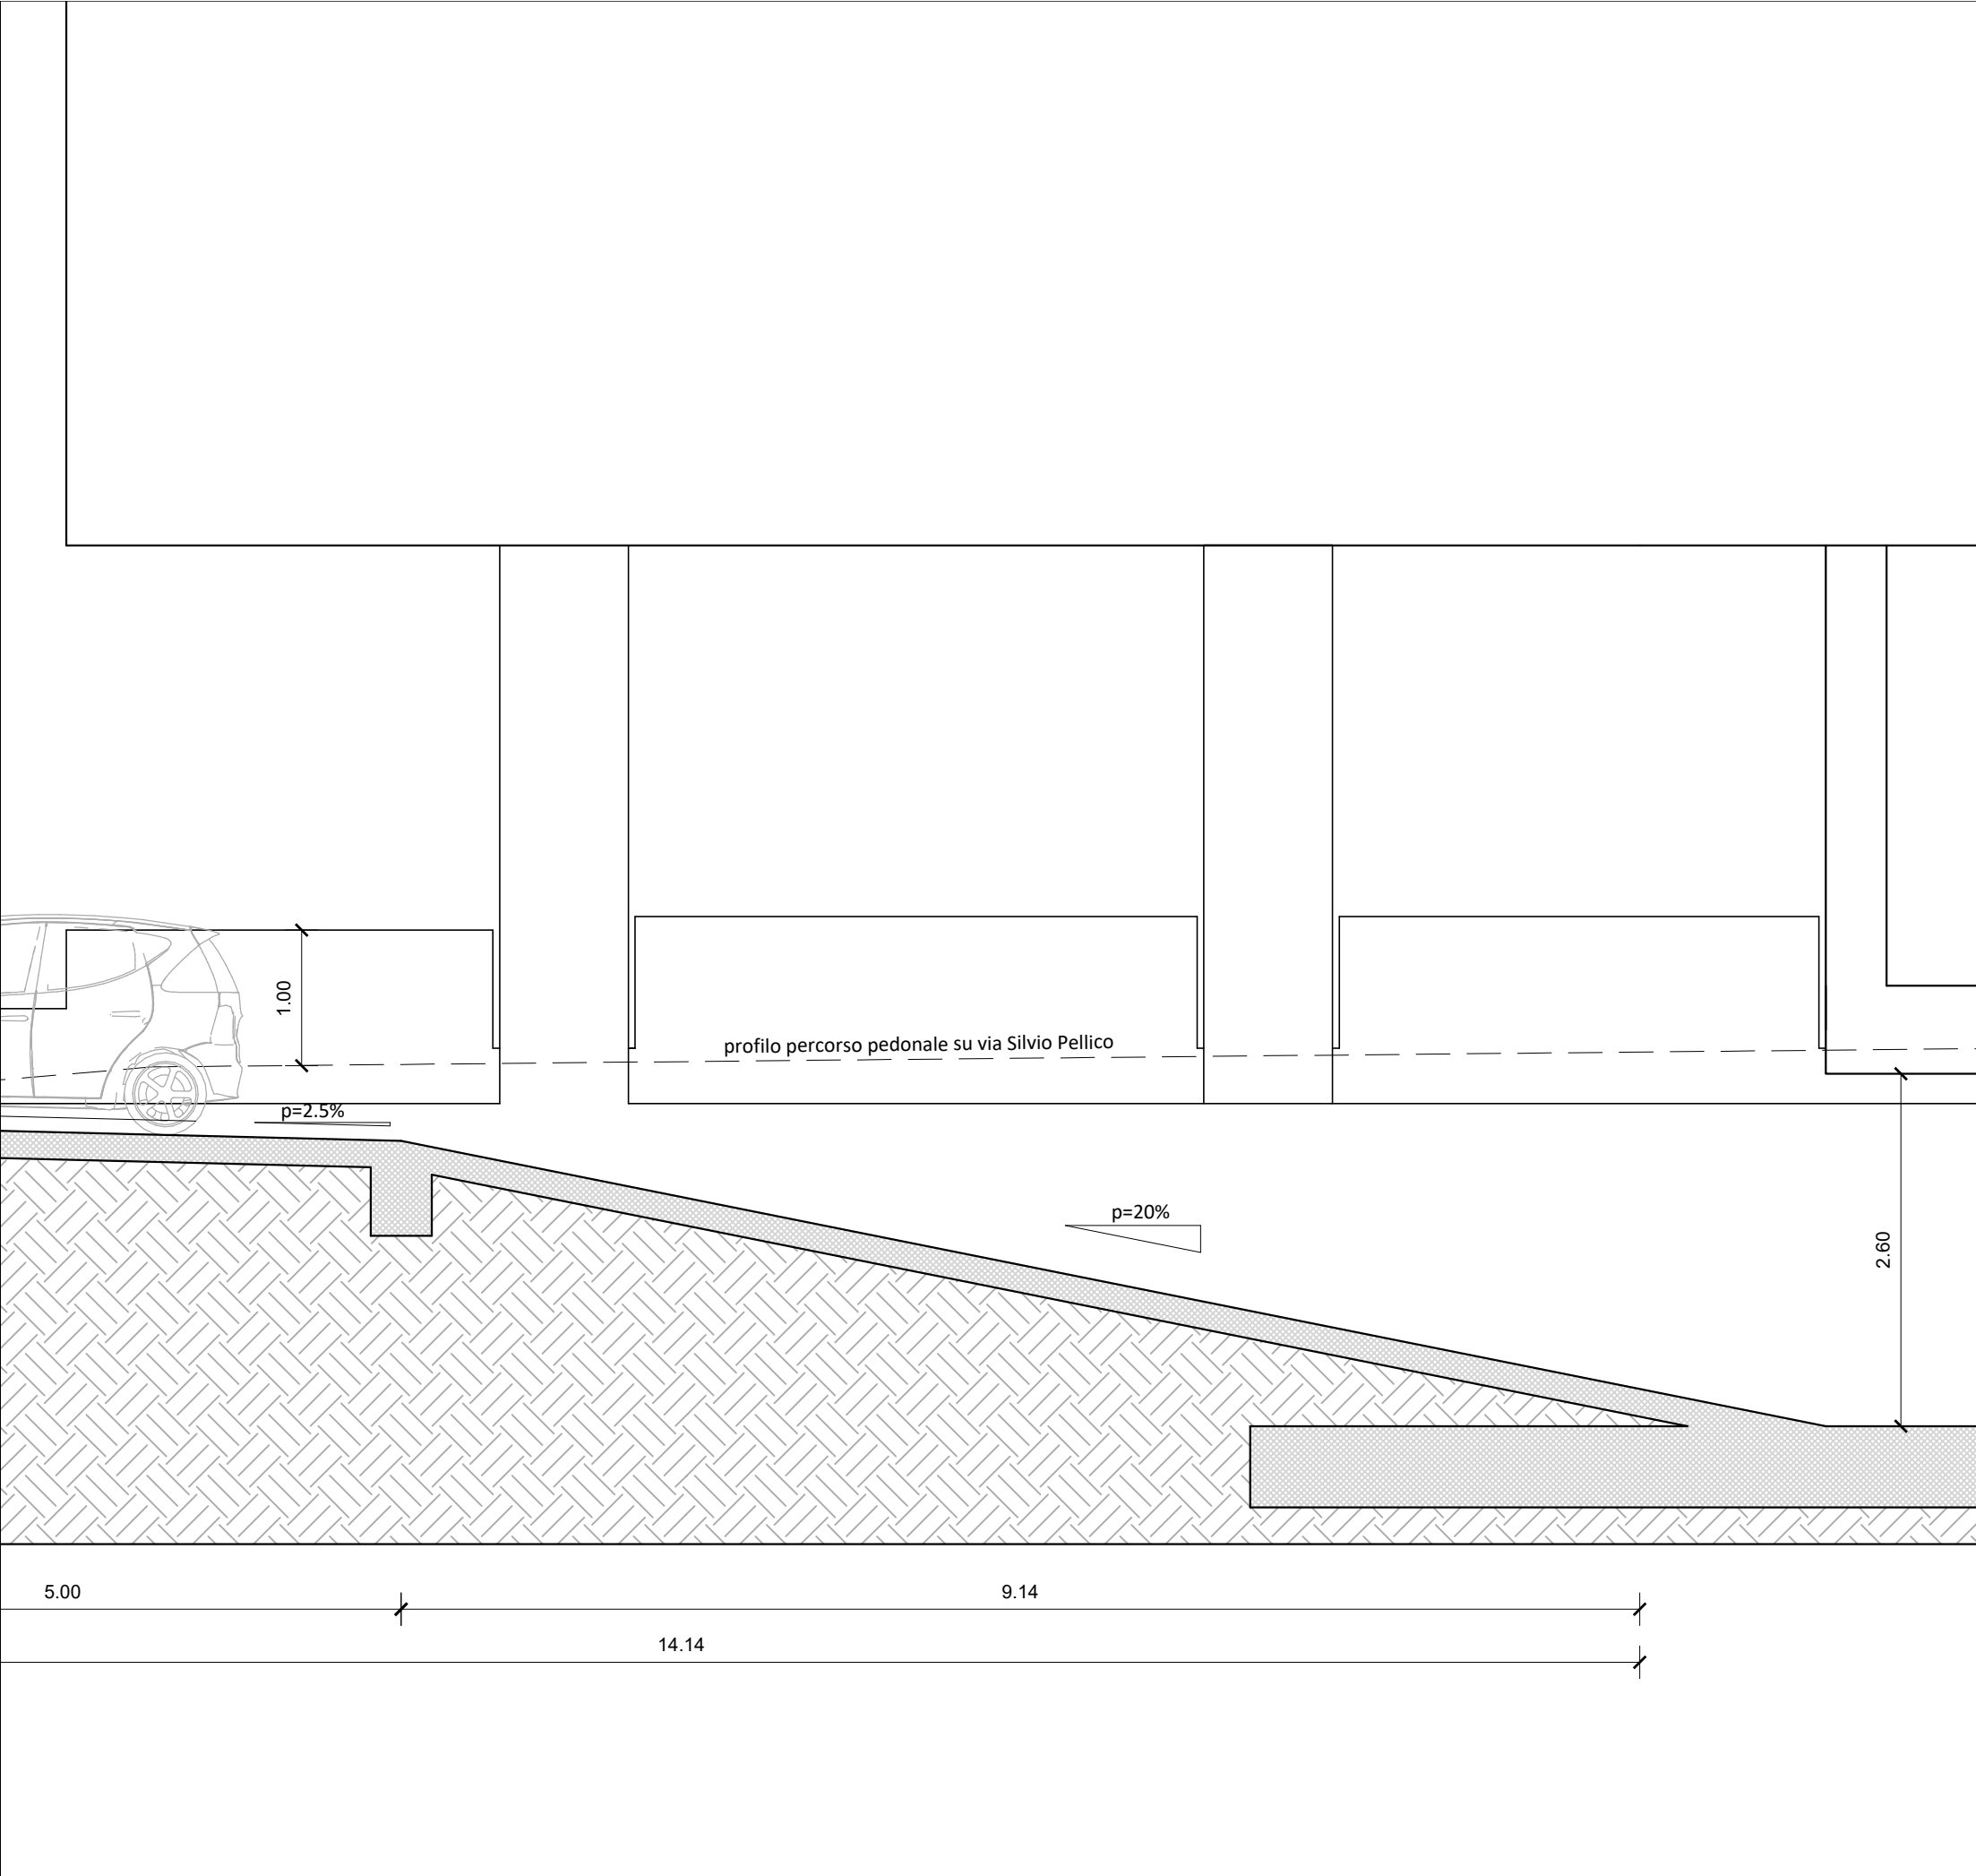 1.00
profilo percorso pedonale su via Silvio Pellico
p=2.5%
p=20%
2.60
5.00
9.14
14.14